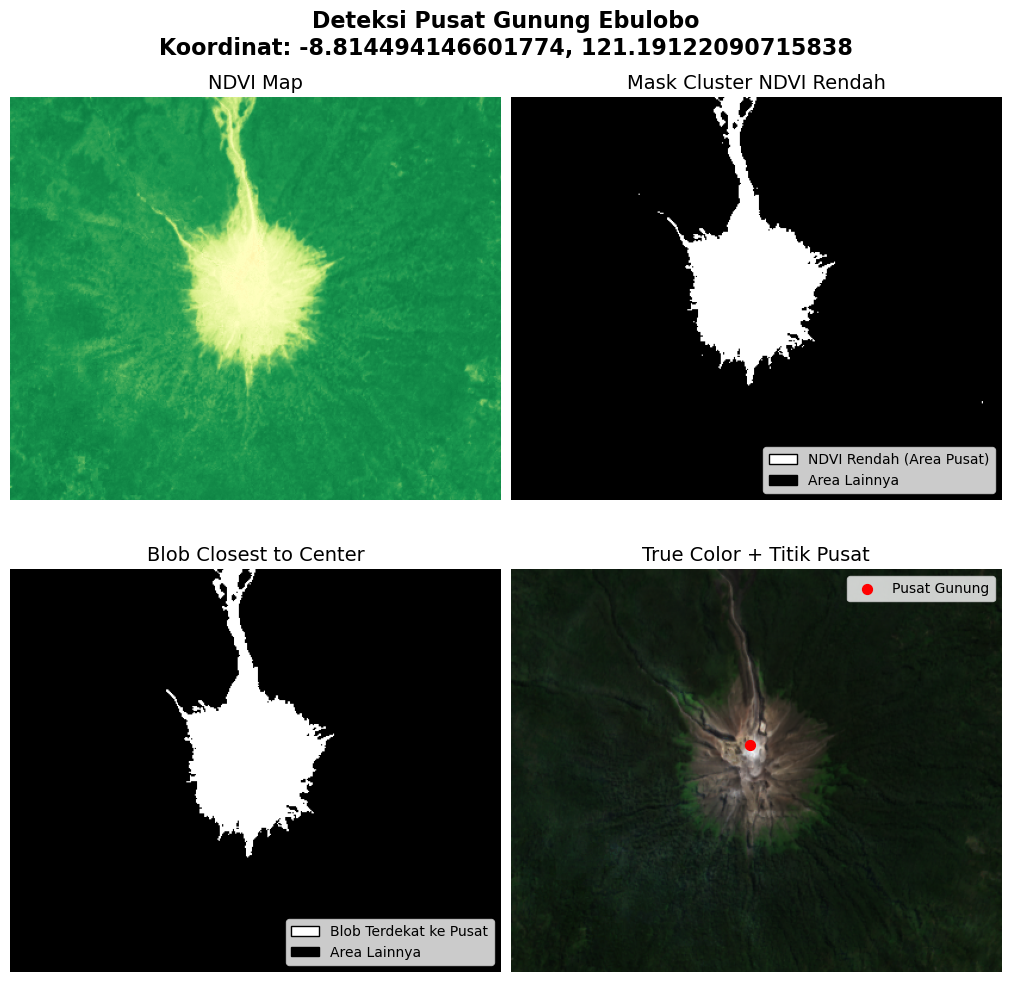 Deteksi Pusat Gunung Ebulobo
Koordinat: -8.814494146601774, 121.19122090715838
NDVI Map
Mask Cluster NDVI Rendah
NDVI Rendah (Area Pusat)
Area Lainnya
Blob Closest to Center
True Color + Titik Pusat
Pusat Gunung
Blob Terdekat ke Pusat
Area Lainnya